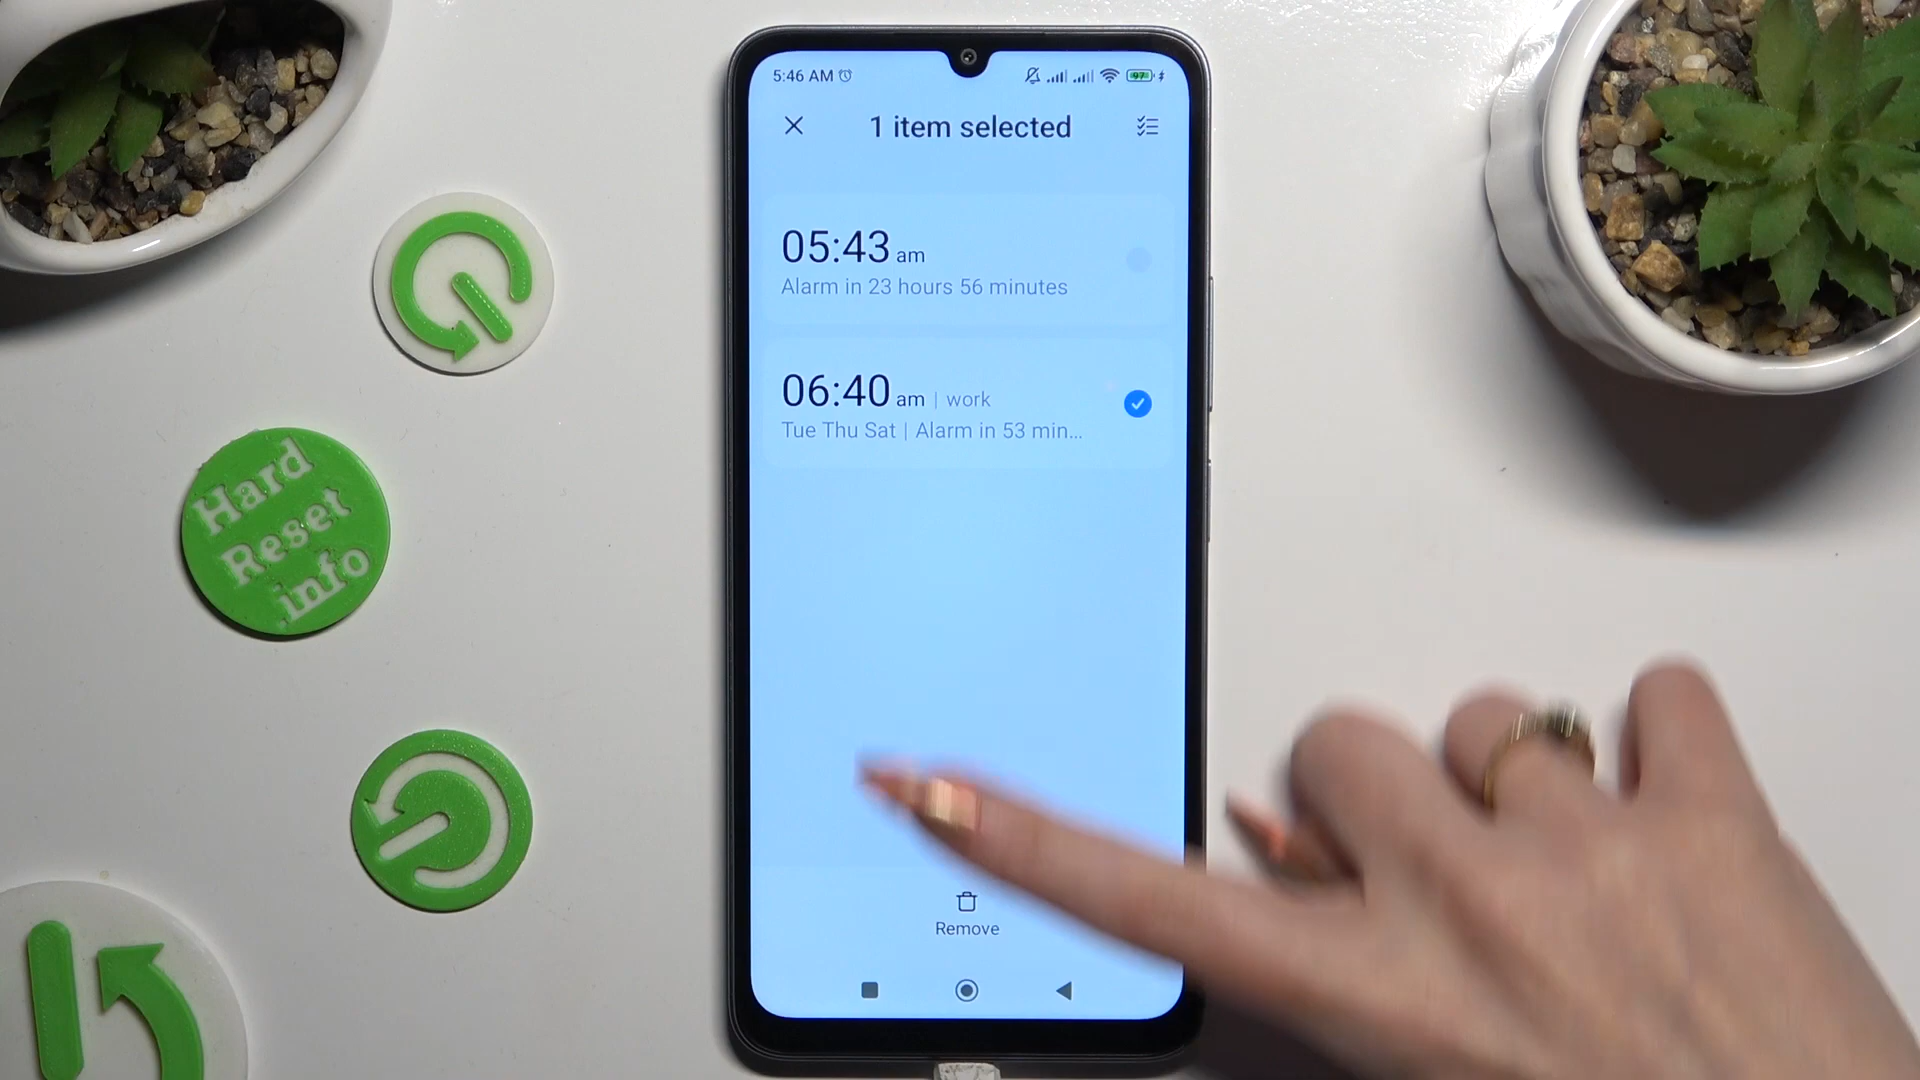 5:46 AM
97
1 item selected
05:43 am
Alarm in 23 hours 56 minutes
06:40 am | work
Tue Thu Sat | Alarm in 53 min...
Remove
Hard
Reset
.info